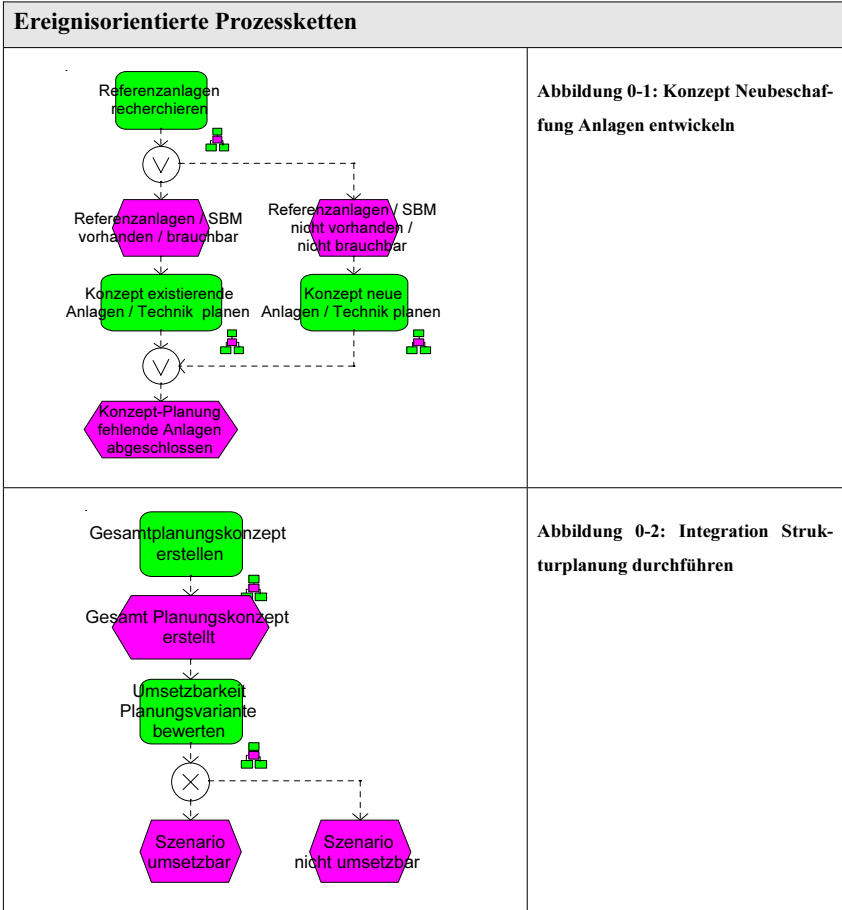 Ereignisorientierte Prozessketten
Referenzanlagen
recherchieren
Referenzanlagen / SBM
vorhanden / brauchbar
Referenzanlagen / SBM
nicht vorhanden /
nicht brauchbar
Konzept existierende
Anlagen / Technik planen
Konzept neue
Anlagen / Technik planen
Konzept-Planung
fehlende Anlagen
abgeschlossen
Abbildung 0-1: Konzept Neubeschaf-
fung Anlagen entwickeln
Gesamtplanungskonzept
erstellen
Gesamt Planungskonzept
erstellt
Umsetzbarkeit
Planungsvariante
bewerten
Szenario
umsetzbar
Szenario
nicht umsetzbar
Abbildung 0-2: Integration Struk-
turplanung durchführen